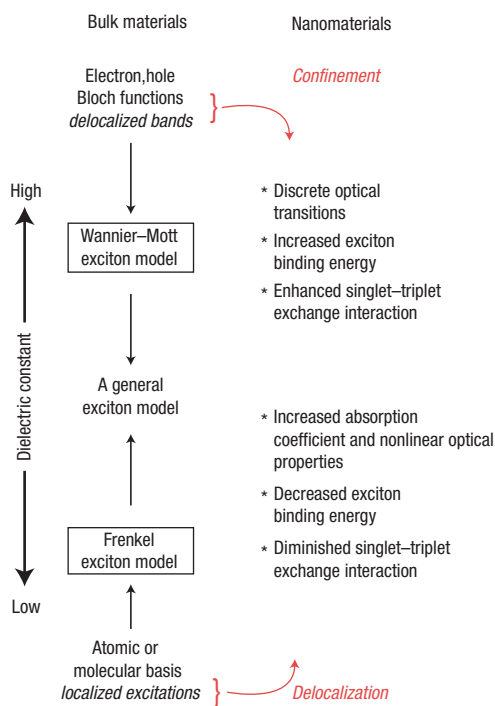 Bulk materials
Nanomaterials
Electron,hole
Bloch functions
delocalized bands
Confinement
High
Dielectric constant
Low
Wannier–Mott
exciton model
A general
exciton model
Frenkel
exciton model
Atomic or
molecular basis
localized excitations
* Discrete optical
transitions
* Increased exciton
binding energy
* Enhanced singlet–triplet
exchange interaction
* Increased absorption
coefficient and nonlinear optical
properties
* Decreased exciton
binding energy
* Diminished singlet–triplet
exchange interaction
Delocalization